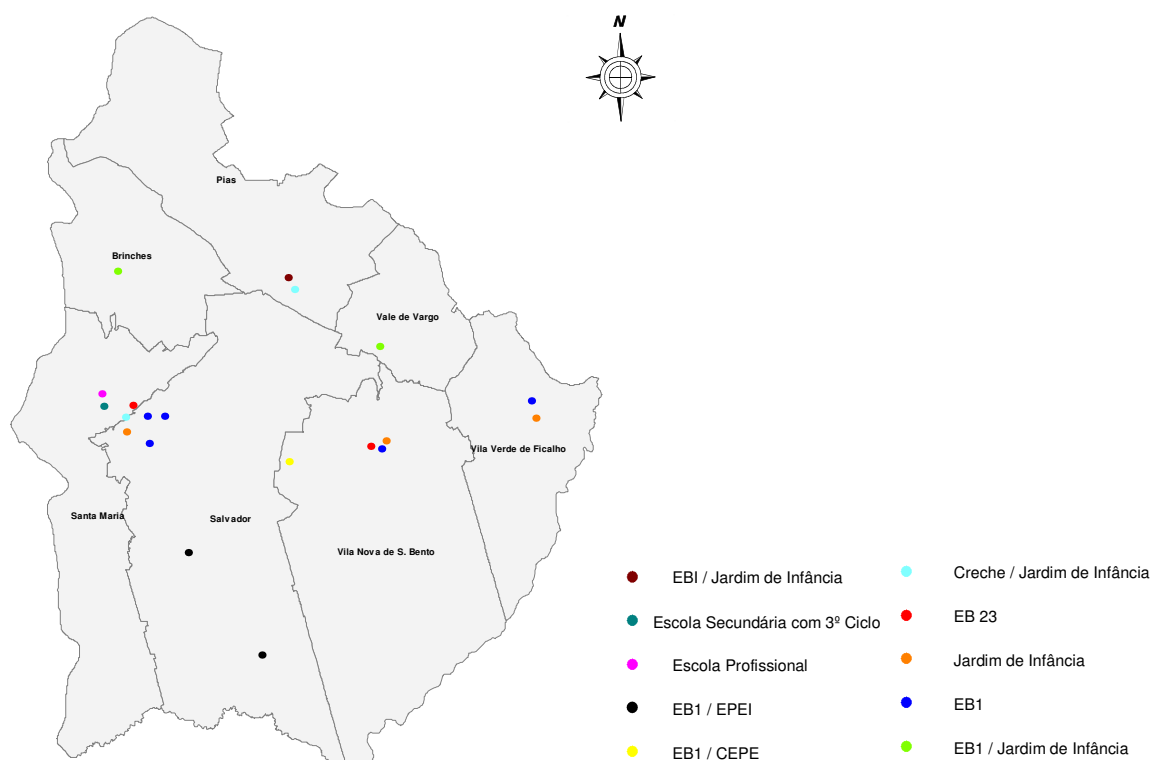 N
Pias
Brinches
Vale de Vargo
Vila Verde de Ficalho
Santa Maria
Salvador
Vila Nova de S. Bento
EBI / Jardim de Infância
Escola Secundária com 3º Ciclo
Escola Profissional
EB1 / EPEI
EB1 / CEPE
Creche / Jardim de Infância
EB 23
Jardim de Infância
EB1
EB1 / Jardim de Infância